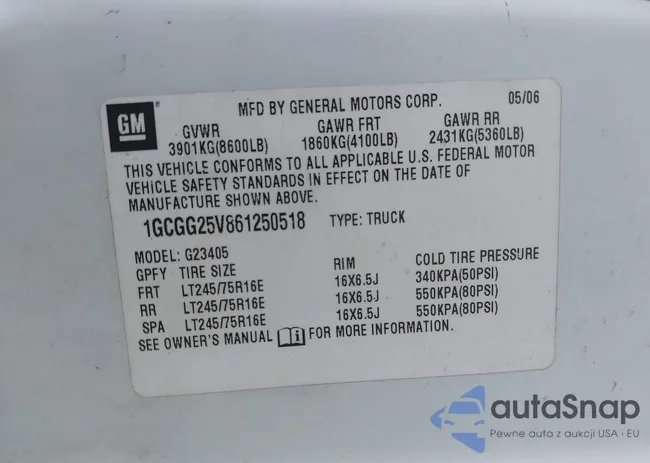 GM
MFD BY GENERAL MOTORS CORP. 05/06
GVWR GAWR FRT GAWR RR
3901KG(8600LB) 1860KG(4100LB) 2431KG(5360LB)
THIS VEHICLE CONFORMS TO ALL APPLICABLE U.S. FEDERAL MOTOR
VEHICLE SAFETY STANDARDS IN EFFECT ON THE DATE OF
MANUFACTURE SHOWN ABOVE.
1GCGG25V861250518 TYPE: TRUCK
MODEL: G23405
GPFY TIRE SIZE RIM COLD TIRE PRESSURE
FRT LT245/75R16E 16X6.5J 340KPA(50PSI)
RR LT245/75R16E 16X6.5J 550KPA(80PSI)
SPA LT245/75R16E 16X6.5J 550KPA(80PSI)
SEE OWNER'S MANUAL i FOR MORE INFORMATION.
autaSnap
Pewne auta z aukcji USA i EU